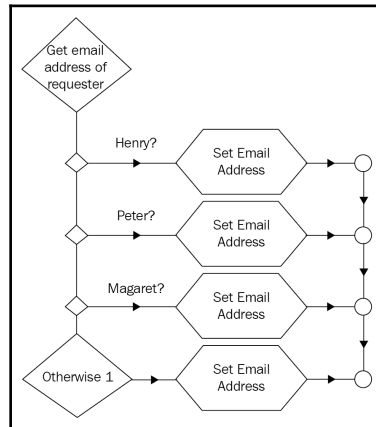 Get email
address of
requester
Henry?
Set Email
Address
Peter?
Set Email
Address
Magaret?
Set Email
Address
Otherwise 1
Set Email
Address